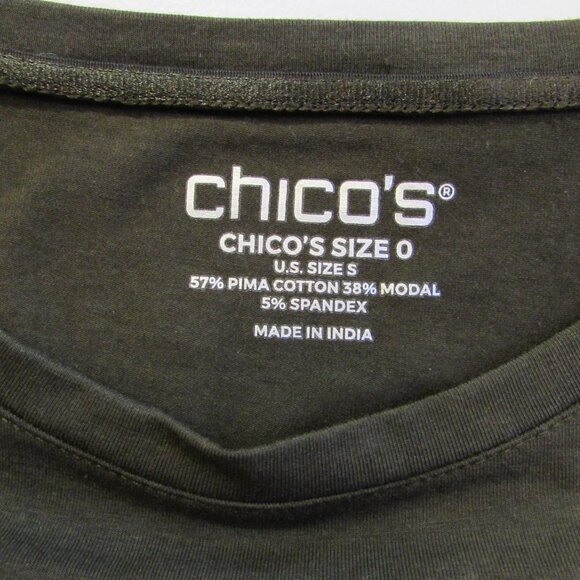 chico's®
CHICO'S SIZE 0
U.S. SIZE S
57% PIMA COTTON 38% MODAL
5% SPANDEX
MADE IN INDIA